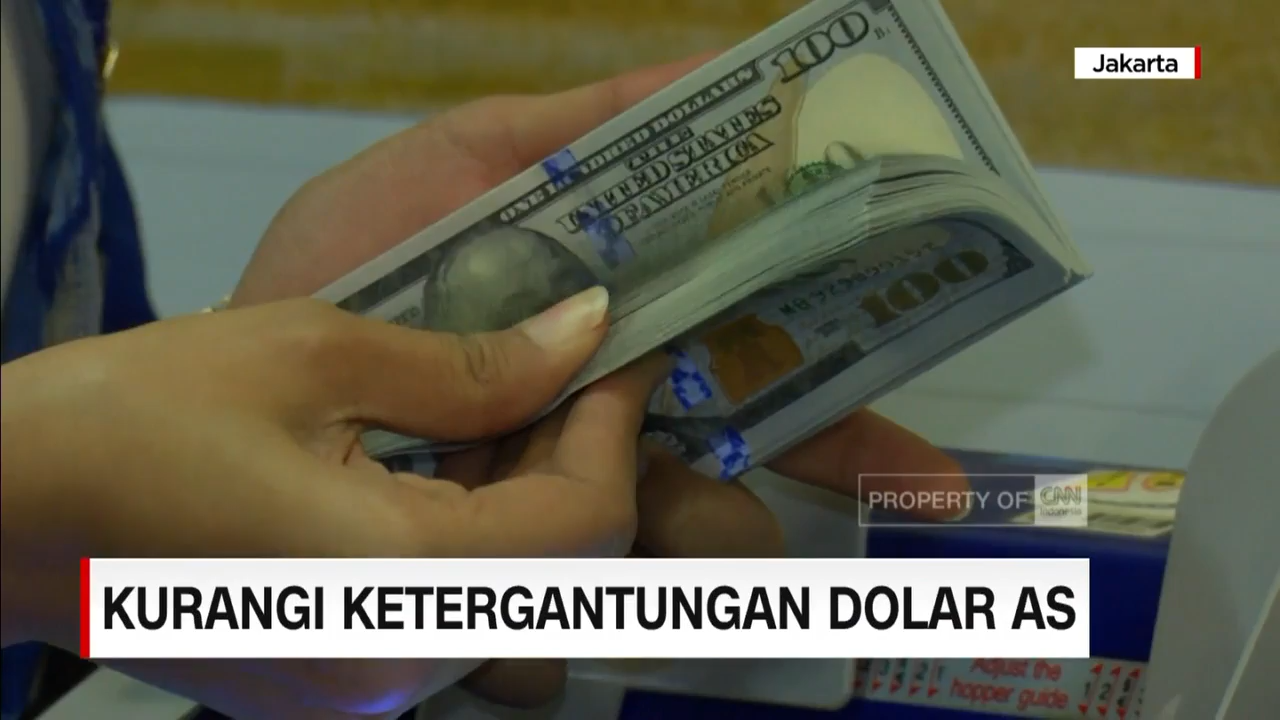 Jakarta
100
ONE HUNDRED DOLLARS
THE
UNITED STATES
OF AMERICA
100
PROPERTY OF CNN
Indonesia
KURANGI KETERGANTUNGAN DOLAR AS
Adjust the
hopper guide